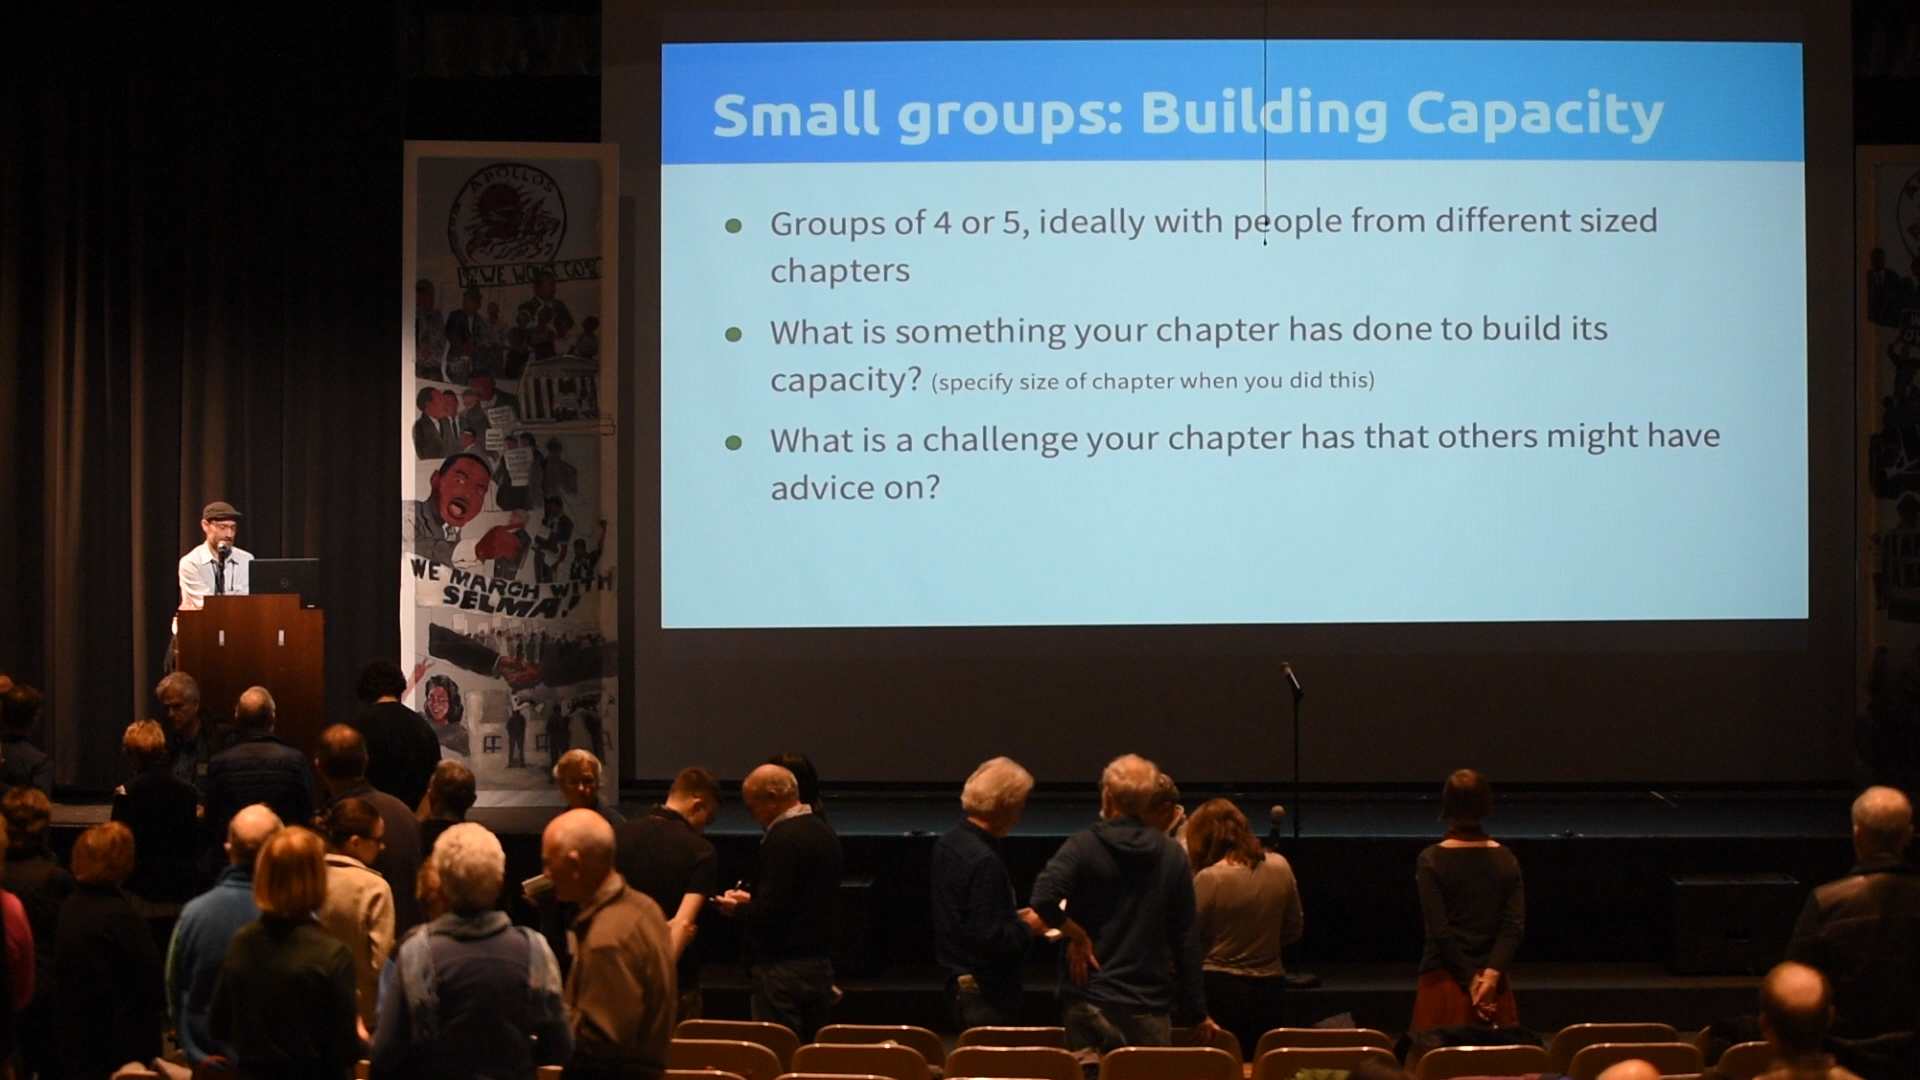 Small groups: Building Capacity
Groups of 4 or 5, ideally with people from different sized
chapters
What is something your chapter has done to build its
capacity? (specify size of chapter when you did this)
What is a challenge your chapter has that others might have
advice on?
APOLLOS
WE MARCH WITH
SELMA!